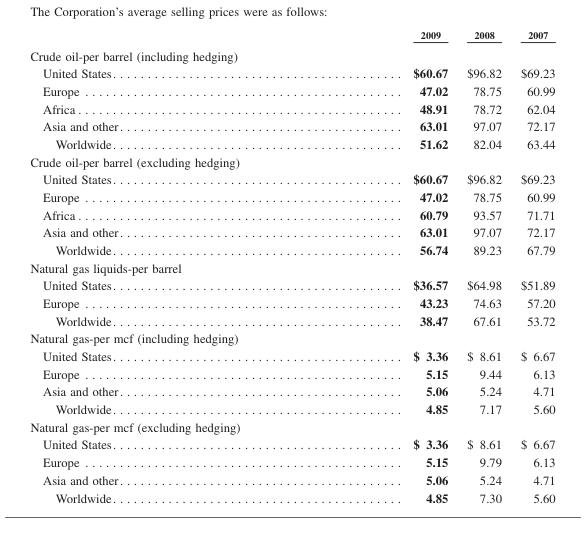 The Corporation's average selling prices were as follows:
2009 2008 2007
Crude oil-per barrel (including hedging)
United States. . . . . . . . . . . . . . . . . . . . . . . . . . . . . . . . . . . . . . . . . . . . $60.67 $96.82 $69.23
Europe . . . . . . . . . . . . . . . . . . . . . . . . . . . . . . . . . . . . . . . . . . . . . . . . 47.02 78.75 60.99
Africa . . . . . . . . . . . . . . . . . . . . . . . . . . . . . . . . . . . . . . . . . . . . . . . . . 48.91 78.72 62.04
Asia and other. . . . . . . . . . . . . . . . . . . . . . . . . . . . . . . . . . . . . . . . . . . 63.01 97.07 72.17
Worldwide. . . . . . . . . . . . . . . . . . . . . . . . . . . . . . . . . . . . . . . . . . . . 51.62 82.04 63.44
Crude oil-per barrel (excluding hedging)
United States. . . . . . . . . . . . . . . . . . . . . . . . . . . . . . . . . . . . . . . . . . . . $60.67 $96.82 $69.23
Europe . . . . . . . . . . . . . . . . . . . . . . . . . . . . . . . . . . . . . . . . . . . . . . . . 47.02 78.75 60.99
Africa . . . . . . . . . . . . . . . . . . . . . . . . . . . . . . . . . . . . . . . . . . . . . . . . . 60.79 93.57 71.71
Asia and other. . . . . . . . . . . . . . . . . . . . . . . . . . . . . . . . . . . . . . . . . . . 63.01 97.07 72.17
Worldwide. . . . . . . . . . . . . . . . . . . . . . . . . . . . . . . . . . . . . . . . . . . . 56.74 89.23 67.79
Natural gas liquids-per barrel
United States. . . . . . . . . . . . . . . . . . . . . . . . . . . . . . . . . . . . . . . . . . . . $36.57 $64.98 $51.89
Europe . . . . . . . . . . . . . . . . . . . . . . . . . . . . . . . . . . . . . . . . . . . . . . . . 43.23 74.63 57.20
Worldwide. . . . . . . . . . . . . . . . . . . . . . . . . . . . . . . . . . . . . . . . . . . . 38.47 67.61 53.72
Natural gas-per mcf (including hedging)
United States. . . . . . . . . . . . . . . . . . . . . . . . . . . . . . . . . . . . . . . . . . . . $ 3.36 $ 8.61 $ 6.67
Europe . . . . . . . . . . . . . . . . . . . . . . . . . . . . . . . . . . . . . . . . . . . . . . . . 5.15 9.44 6.13
Asia and other. . . . . . . . . . . . . . . . . . . . . . . . . . . . . . . . . . . . . . . . . . . 5.06 5.24 4.71
Worldwide. . . . . . . . . . . . . . . . . . . . . . . . . . . . . . . . . . . . . . . . . . . . 4.85 7.17 5.60
Natural gas-per mcf (excluding hedging)
United States. . . . . . . . . . . . . . . . . . . . . . . . . . . . . . . . . . . . . . . . . . . . $ 3.36 $ 8.61 $ 6.67
Europe . . . . . . . . . . . . . . . . . . . . . . . . . . . . . . . . . . . . . . . . . . . . . . . . 5.15 9.79 6.13
Asia and other. . . . . . . . . . . . . . . . . . . . . . . . . . . . . . . . . . . . . . . . . . . 5.06 5.24 4.71
Worldwide. . . . . . . . . . . . . . . . . . . . . . . . . . . . . . . . . . . . . . . . . . . . 4.85 7.30 5.60